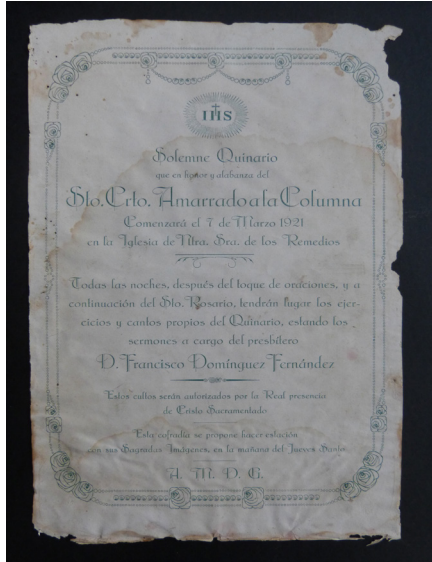 IHS
Solemne Quinario
que en honor y alabanza del
Sto. Crto. Amarrado a la Columna
Comenzará el 7 de Marzo 1921
en la Iglesia de Ntra. Sra. de los Remedios
Todas las noches, después del toque de oraciones, y a
continuación del Sto. Rosario, tendrán lugar los ejer-
cicios y cantos propios del Quinario, estando los
sermones a cargo del presbítero
D. Francisco Domínguez Fernández
Estos cultos serán autorizados por la Real presencia
de Cristo Sacramentado
Esta cofradía se propone hacer estación
con sus Sagradas Imágenes, en la mañana del Jueves Santo
A. M. D. G.